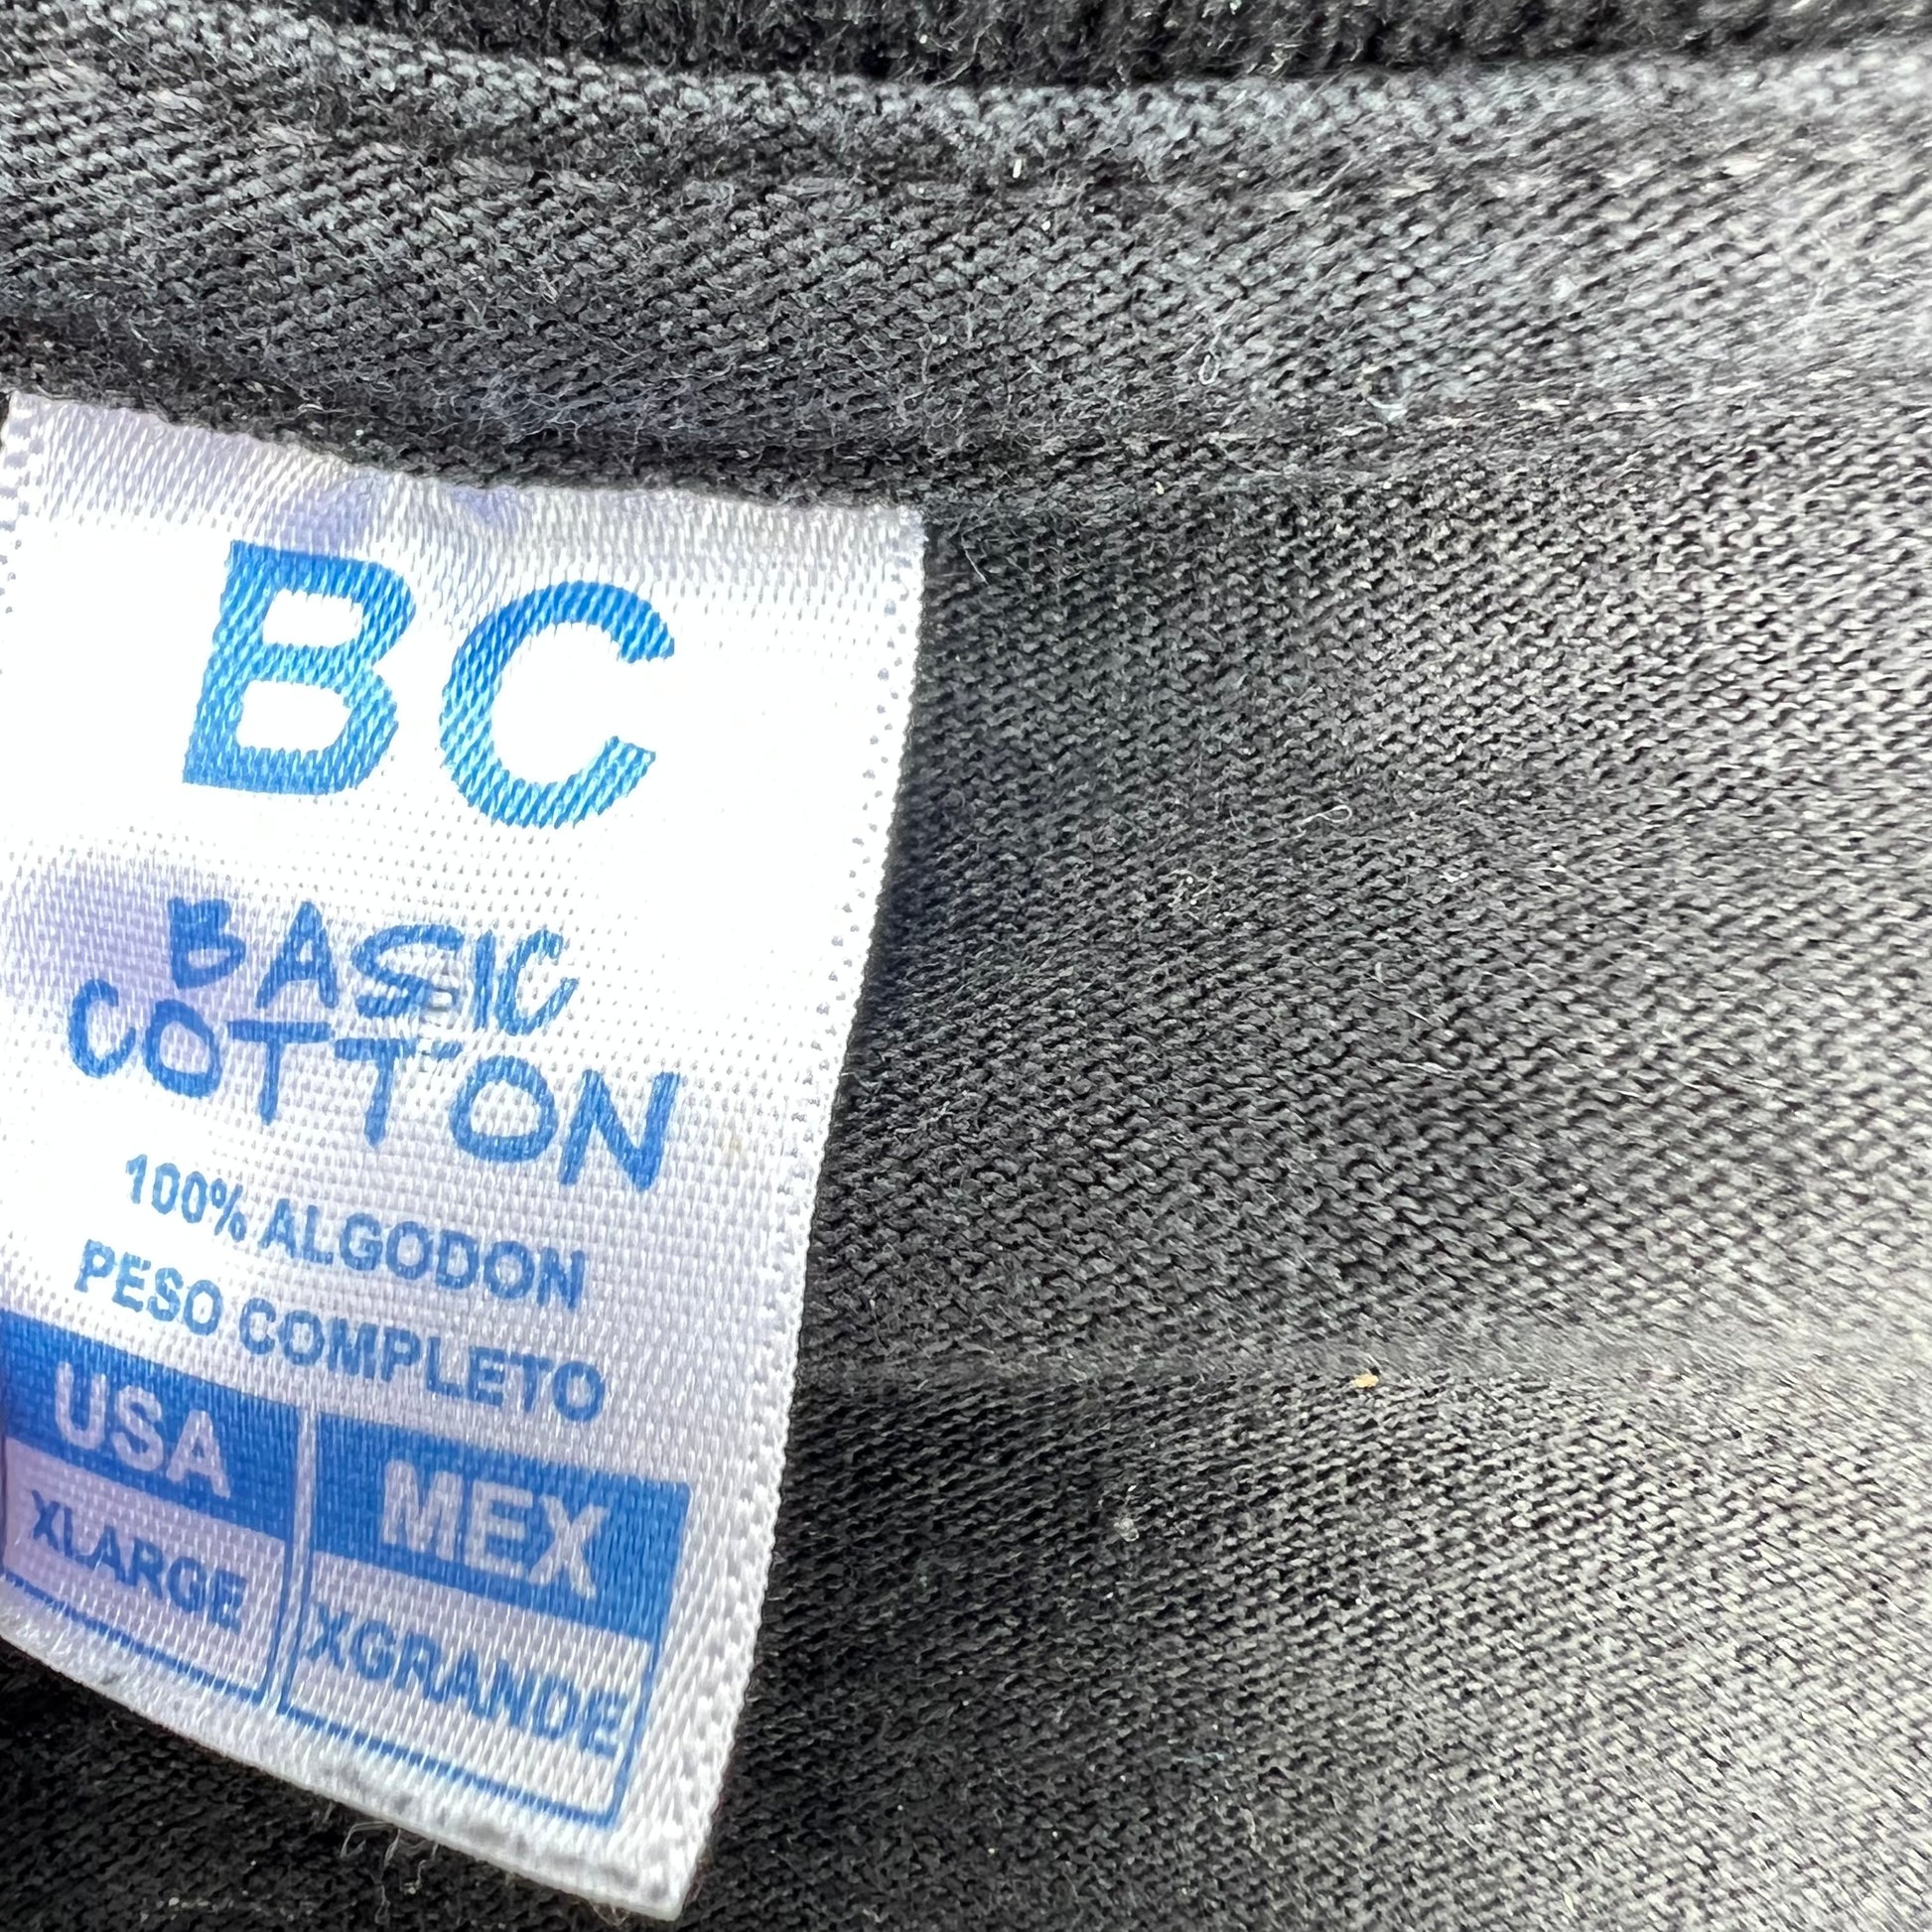 BC
BASIC
COTTON
100% ALGODON
PESO COMPLETO
USA MEX
XLARGE XGRANDE